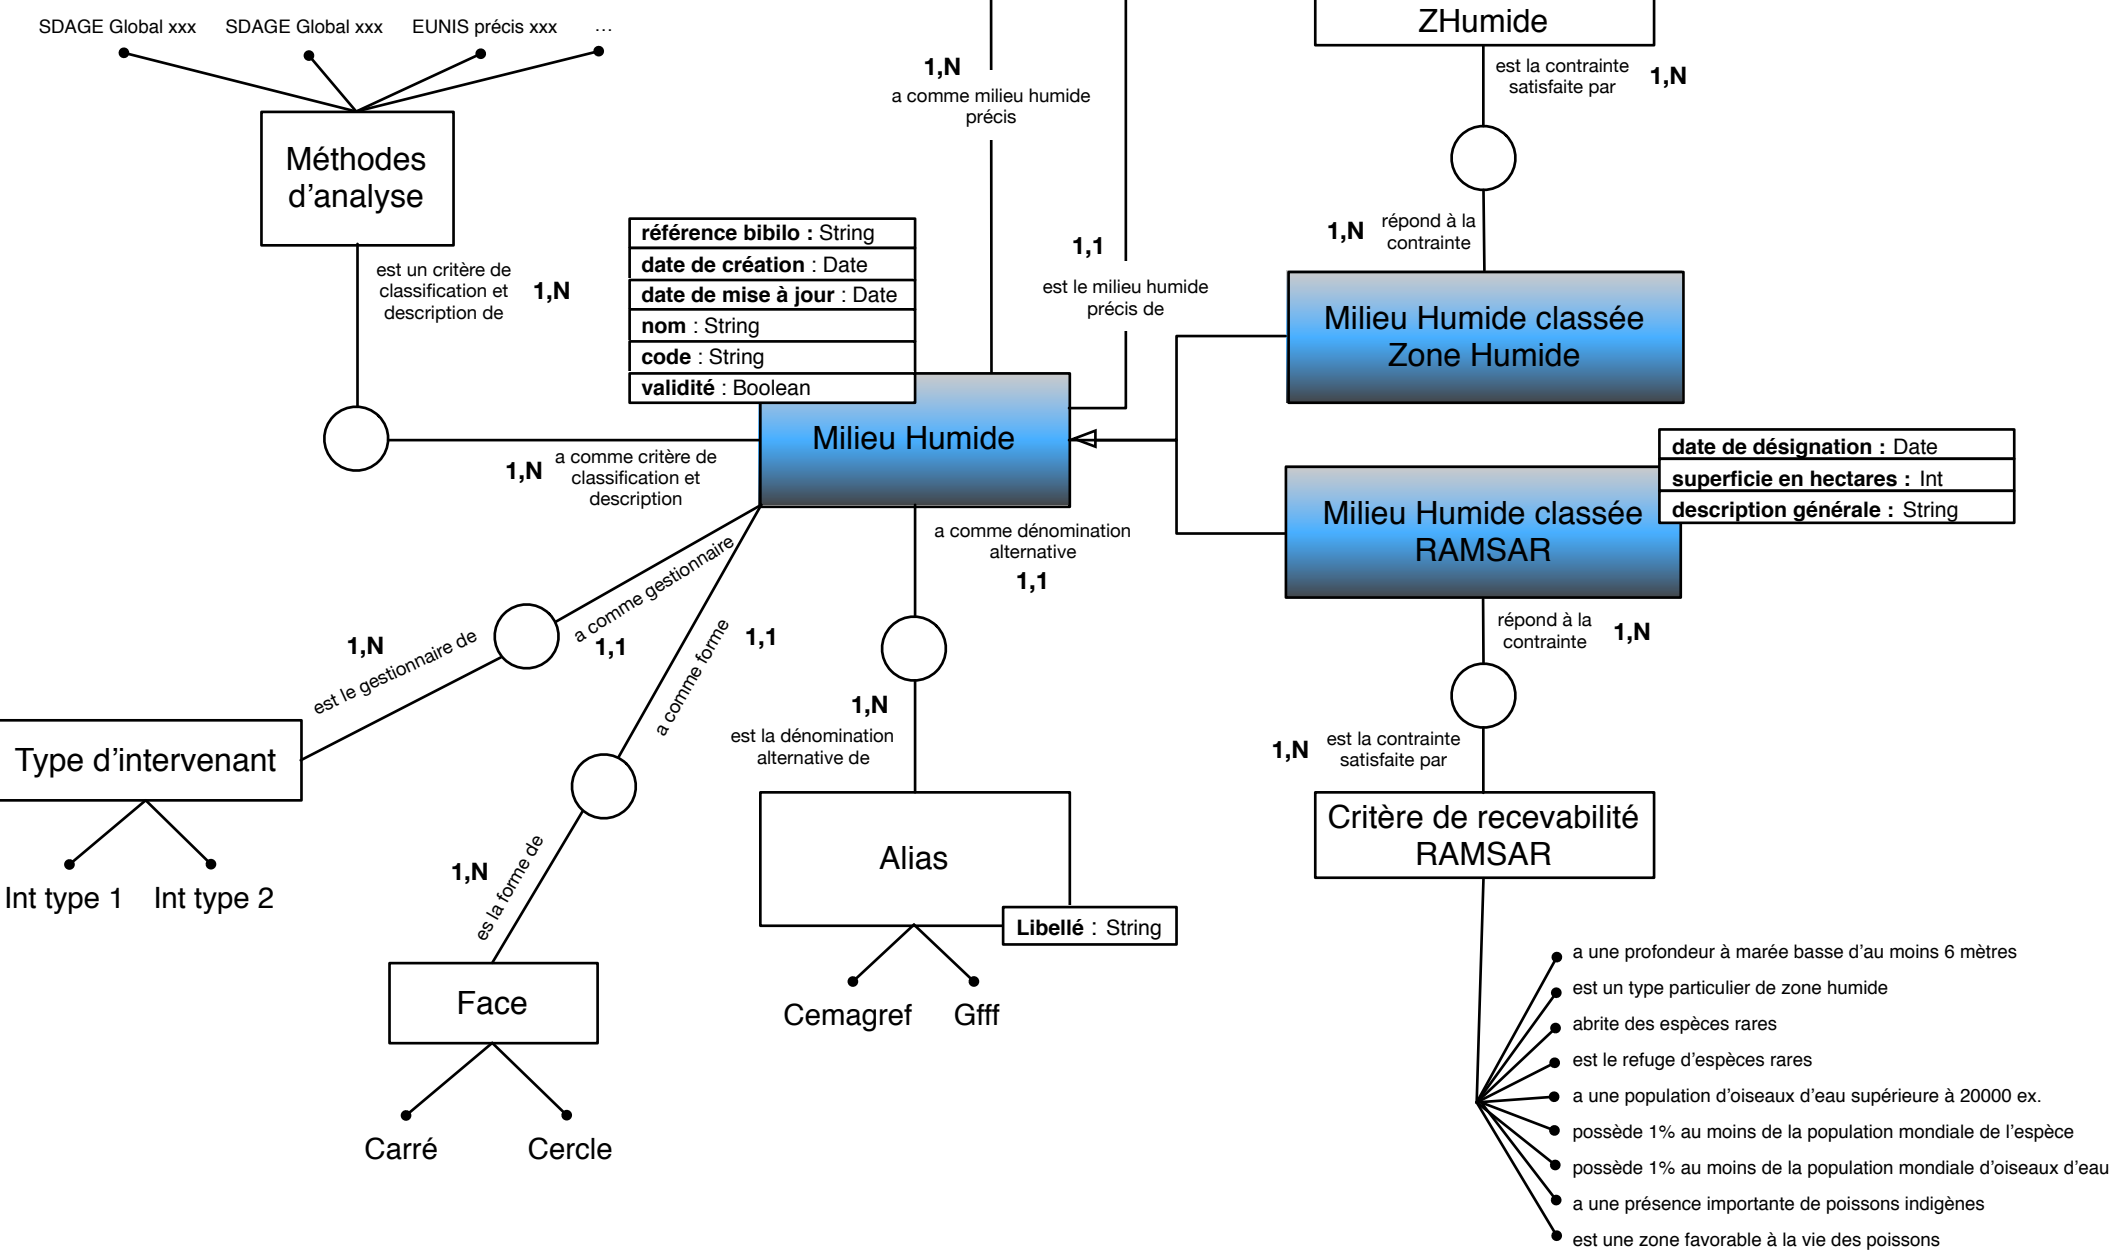 SDAGE Global xxx
SDAGE Global xxx
EUNIS précis xxx
...
Méthodes
d'analyse
est un critère de
classification et
description de
1,N
1,N
a comme critère de
classification et
description
référence bibilo : String
date de création : Date
date de mise à jour : Date
nom : String
code : String
validité : Boolean
Milieu Humide
1,N
a comme milieu humide
précis
1,1
est le milieu humide
précis de
ZHumide
est la contrainte
satisfaite par
1,N
1,N
répond à la
contrainte
Milieu Humide classée
Zone Humide
date de désignation : Date
superficie en hectares : Int
description générale : String
Milieu Humide classée
RAMSAR
répond à la
contrainte
1,N
1,N
est la contrainte
satisfaite par
Critère de recevabilité
RAMSAR
a une profondeur à marée basse d'au moins 6 mètres
est un type particulier de zone humide
abrite des espèces rares
est le refuge d'espèces rares
a une population d'oiseaux d'eau supérieure à 20000 ex.
possède 1% au moins de la population mondiale de l'espèce
possède 1% au moins de la population mondiale d'oiseaux d'eau
a une présence importante de poissons indigènes
est une zone favorable à la vie des poissons
a comme dénomination
alternative
1,1
1,N
est la dénomination
alternative de
Alias
Libellé : String
Cemagref
Gfff
a comme gestionnaire
1,1
1,N
est le gestionnaire de
Type d'intervenant
Int type 1
Int type 2
a comme forme
1,1
1,N
es la forme de
Face
Carré
Cercle